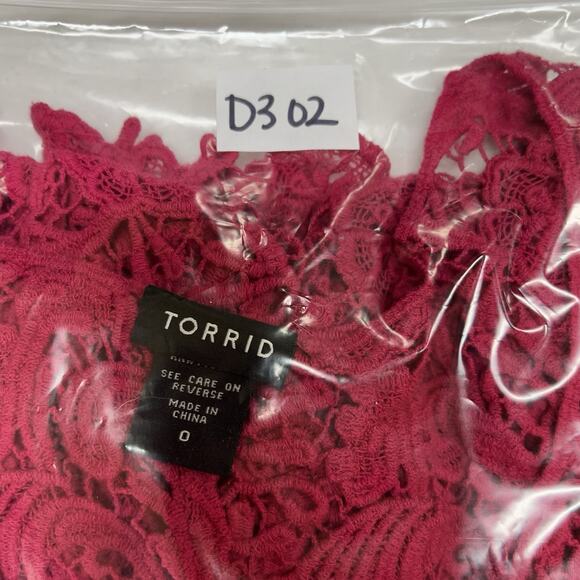 D302
TORRID
SEE CARE ON
REVERSE
MADE IN
CHINA
0